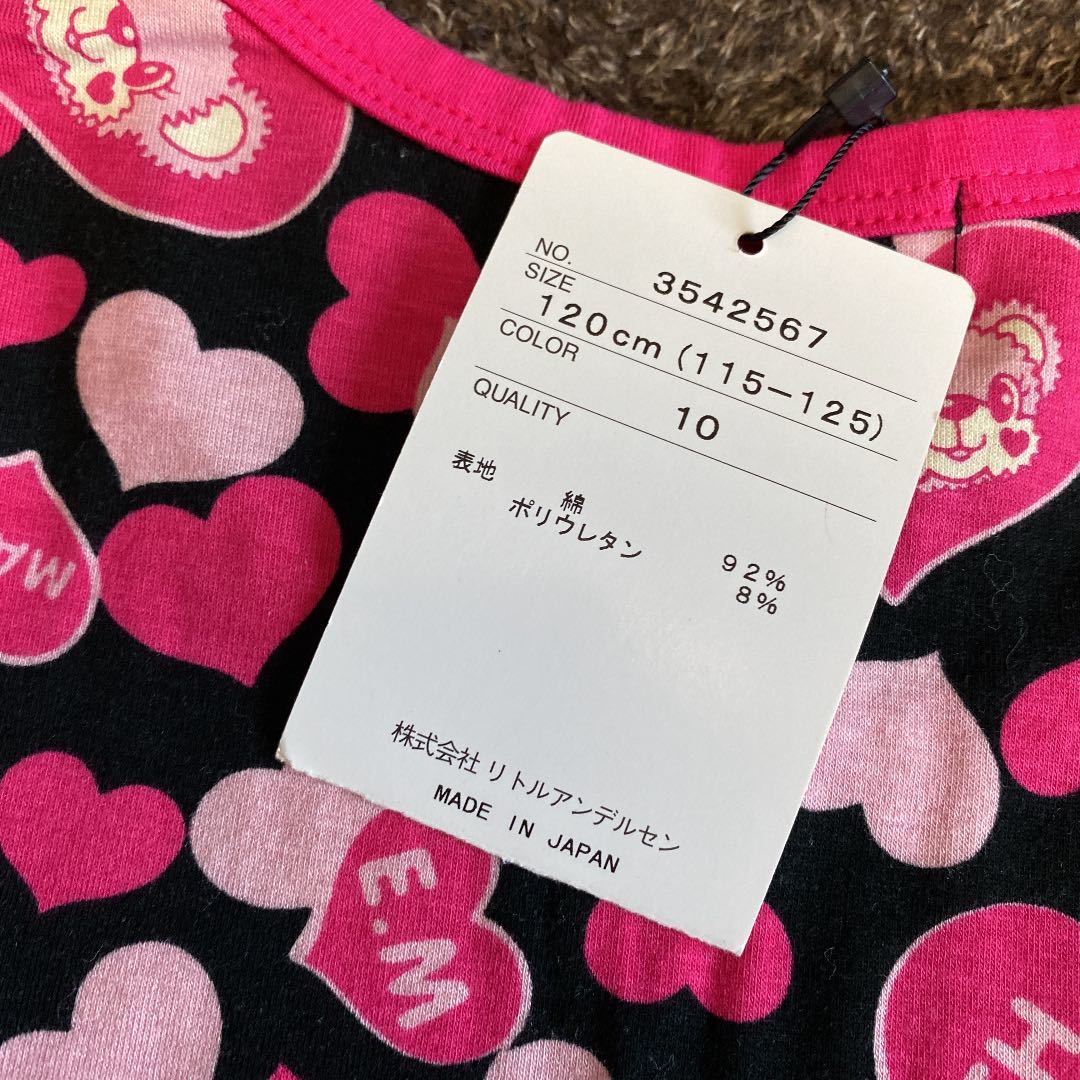 NO. 3542567
SIZE 120cm (115-125)
COLOR 10
QUALITY
表地 綿 92%
ポリウレタン 8%
株式会社 リトルアンデルセン
MADE IN JAPAN
MA
E.M
H